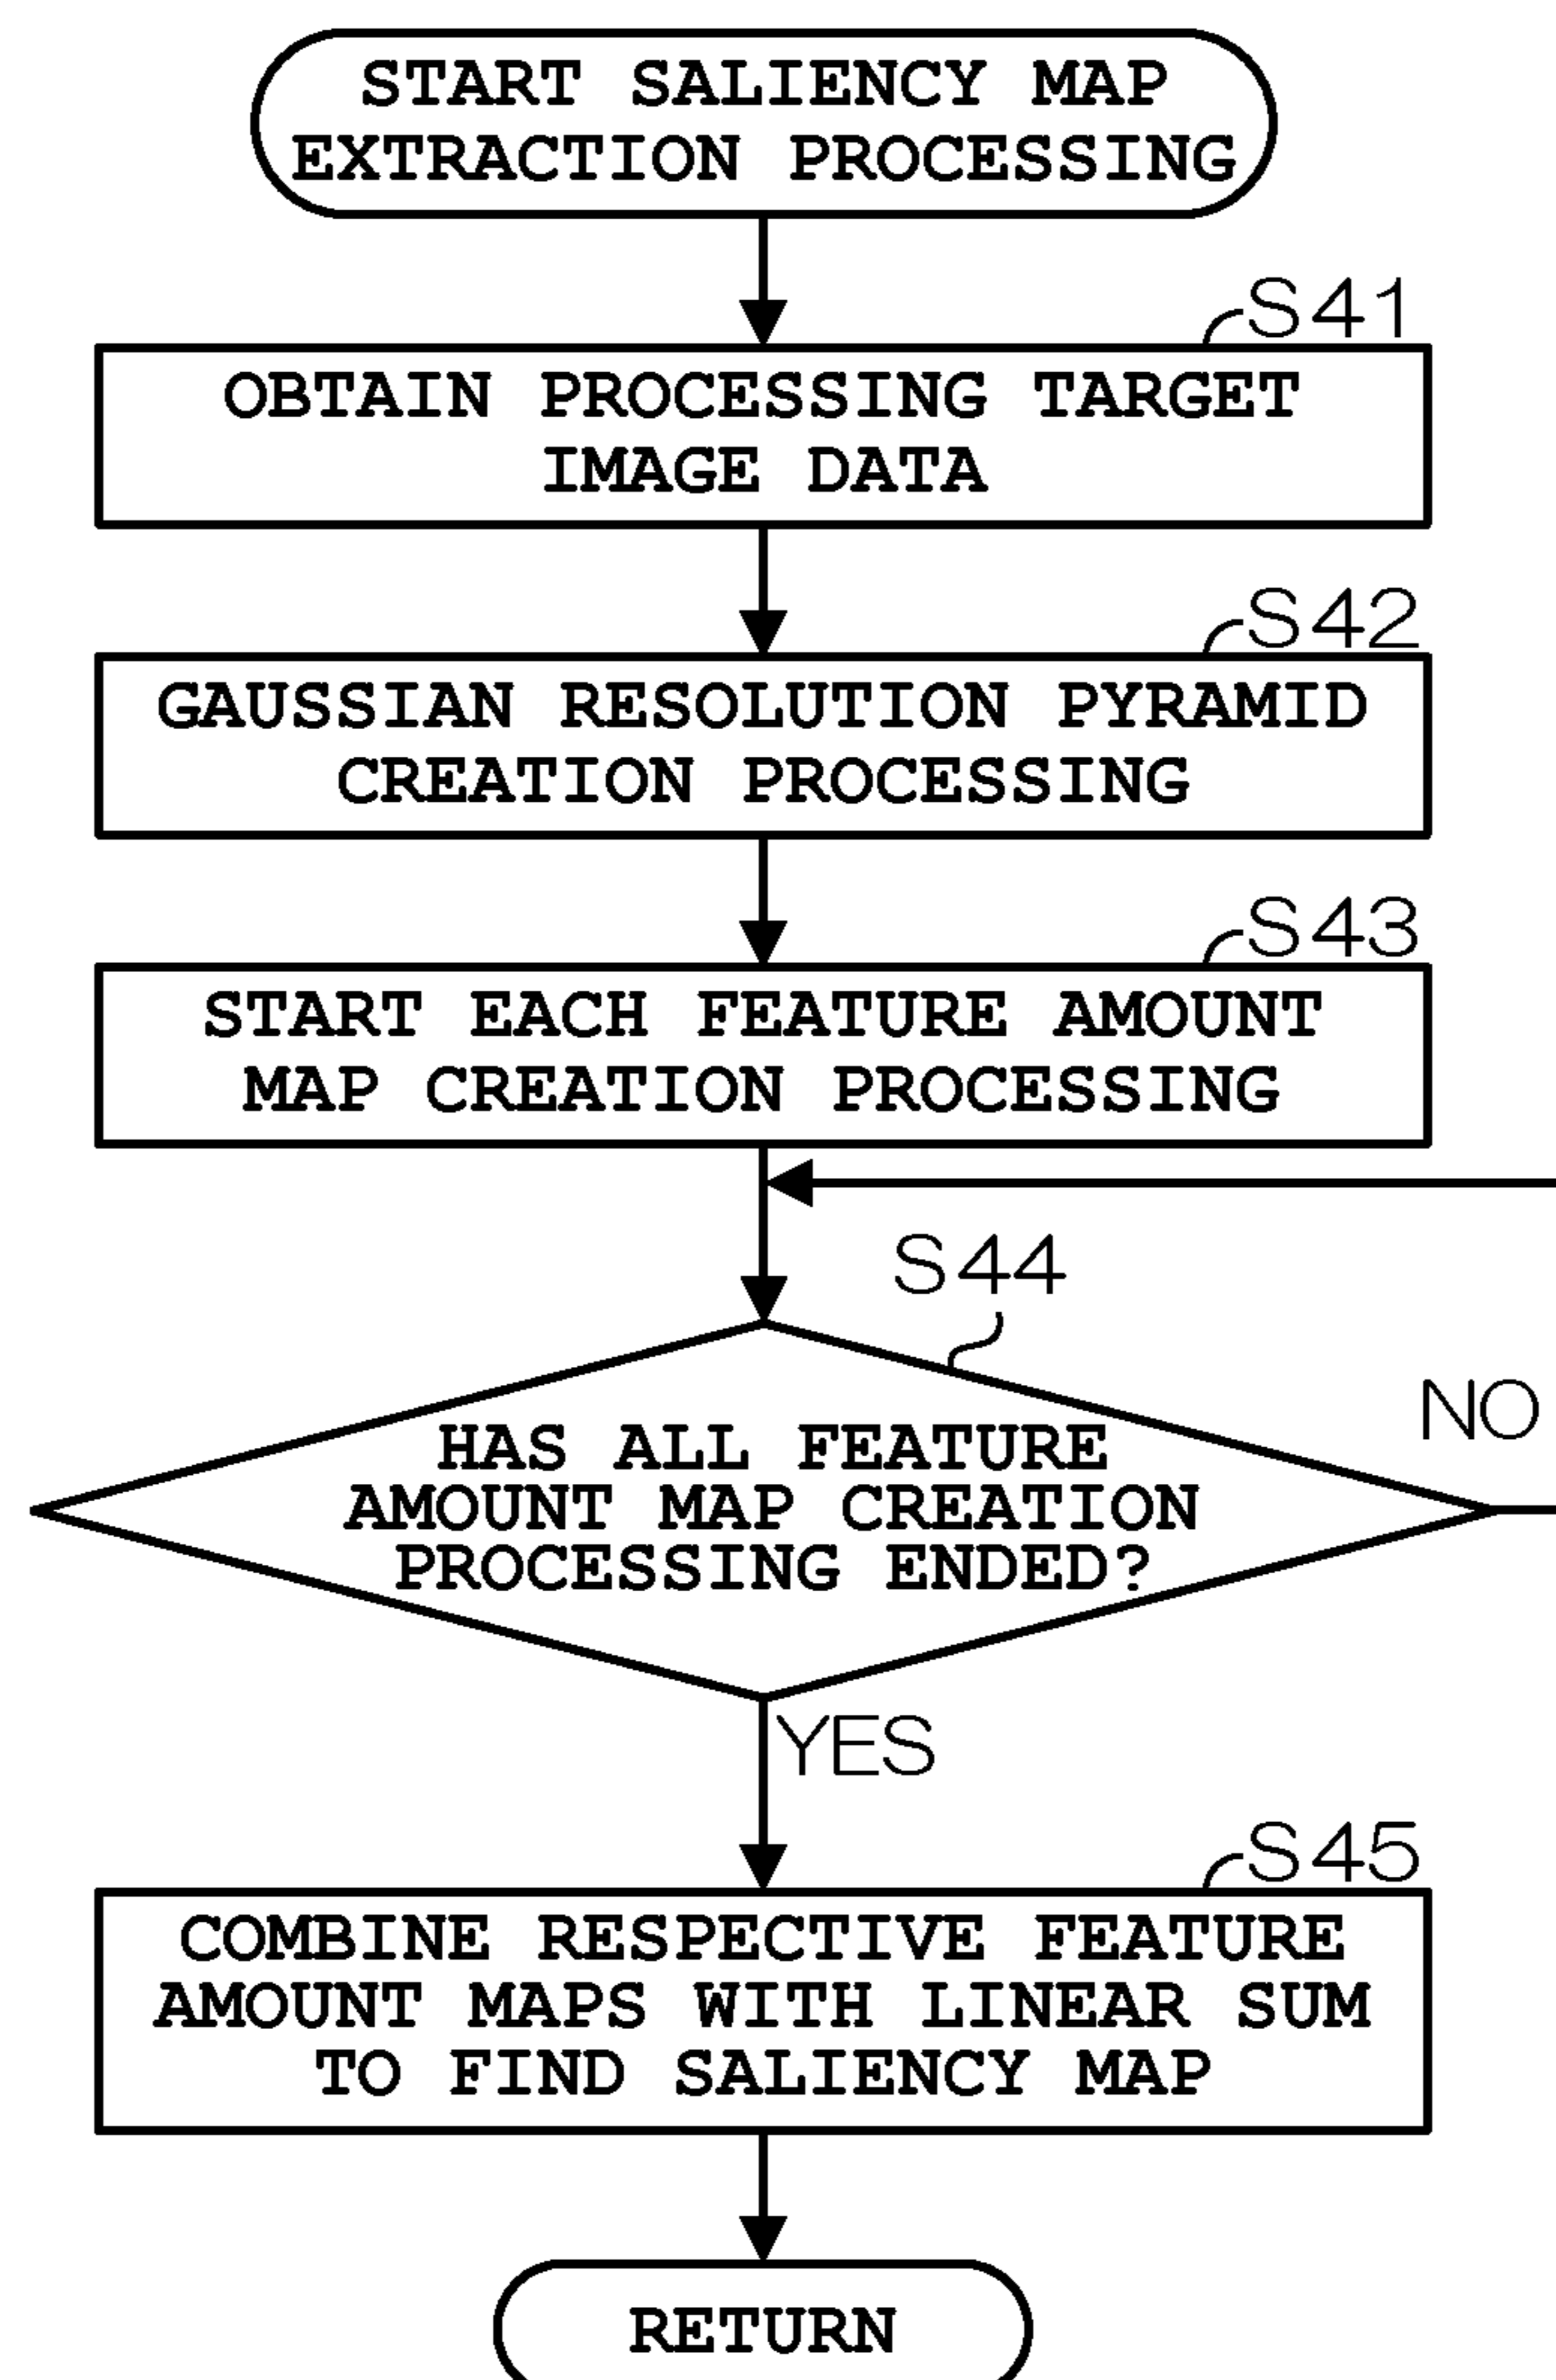 START SALIENCY MAP
EXTRACTION PROCESSING
S41
OBTAIN PROCESSING TARGET
IMAGE DATA
S42
GAUSSIAN RESOLUTION PYRAMID
CREATION PROCESSING
S43
START EACH FEATURE AMOUNT
MAP CREATION PROCESSING
S44
NO
HAS ALL FEATURE
AMOUNT MAP CREATION
PROCESSING ENDED?
YES
S45
COMBINE RESPECTIVE FEATURE
AMOUNT MAPS WITH LINEAR SUM
TO FIND SALIENCY MAP
RETURN